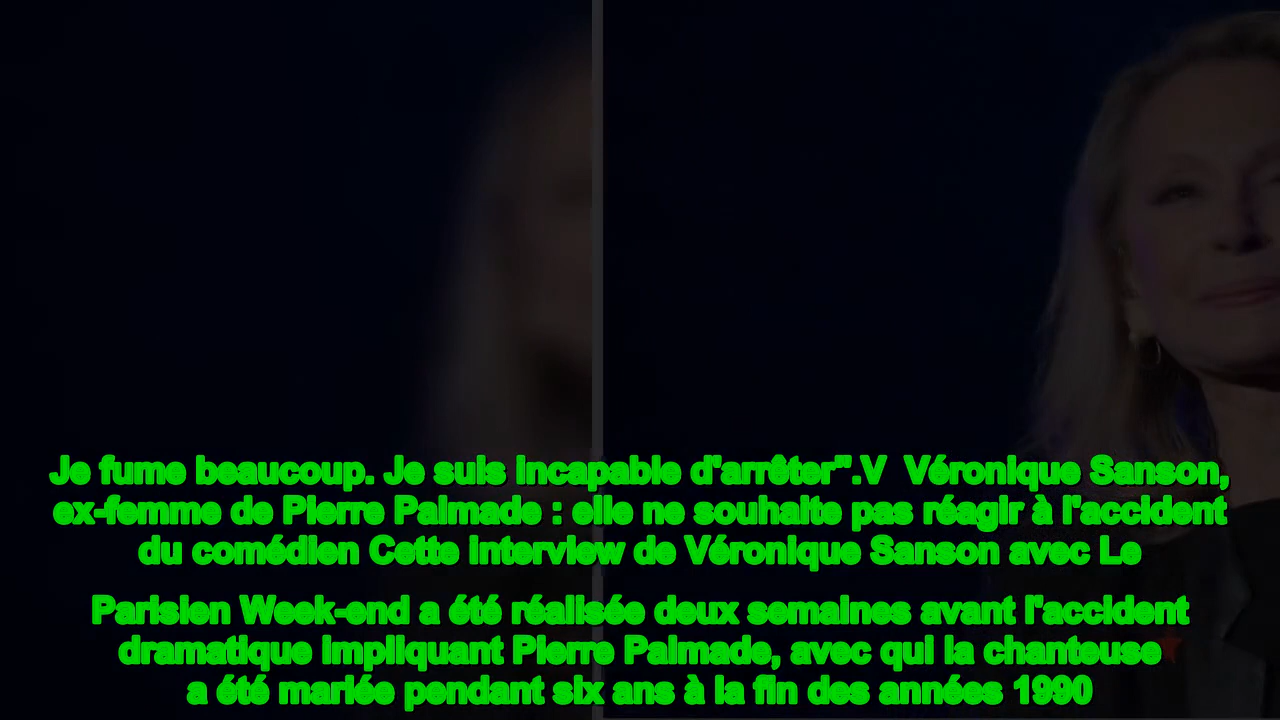 Je fume beaucoup. Je suis incapable d'arrêter".V  Véronique Sanson,
ex-femme de Pierre Palmade : elle ne souhaite pas réagir à l'accident
du comédien Cette interview de Véronique Sanson avec Le
Parisien Week-end a été réalisée deux semaines avant l'accident
dramatique impliquant Pierre Palmade, avec qui la chanteuse
a été mariée pendant six ans à la fin des années 1990